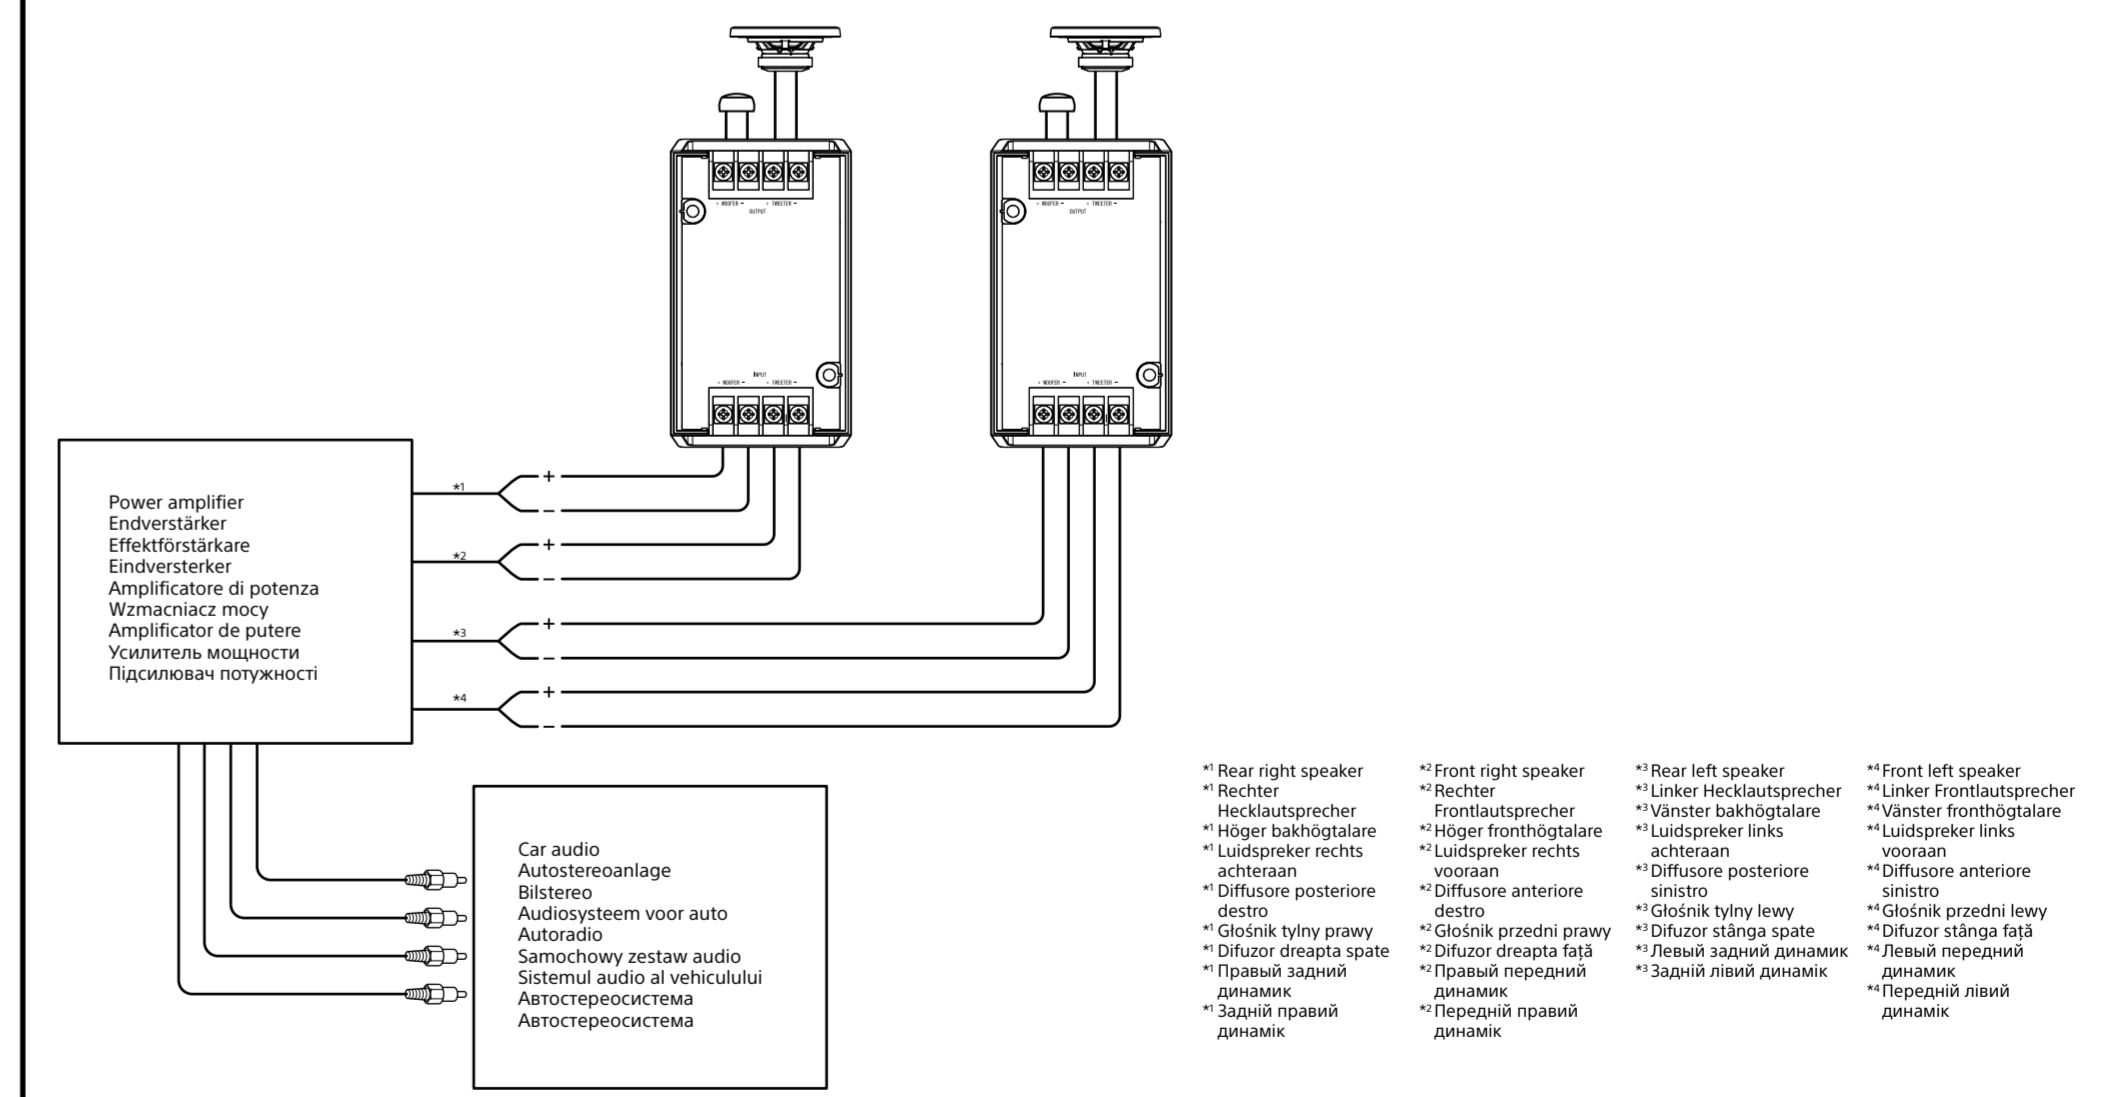 + WOOFER − + TWEETER −
OUTPUT
INPUT
+ WOOFER − + TWEETER −
+ WOOFER − + TWEETER −
OUTPUT
INPUT
+ WOOFER − + TWEETER −
Power amplifier
Endverstärker
Effektförstärkare
Eindversterker
Amplificatore di potenza
Wzmacniacz mocy
Amplificator de putere
Усилитель мощности
Підсилювач потужності
*1
+
−
*2
+
−
*3
+
−
*4
+
−
Car audio
Autostereoanlage
Bilstereo
Audiosysteem voor auto
Autoradio
Samochowy zestaw audio
Sistemul audio al vehiculului
Автостереосистема
Автостереосистема
*1 Rear right speaker
*1 Rechter
Hecklautsprecher
*1 Höger bakhögtalare
*1 Luidspreker rechts
achteraan
*1 Diffusore posteriore
destro
*1 Głośnik tylny prawy
*1 Difuzor dreapta spate
*1 Правый задний
динамик
*1 Задній правий
динамік
*2 Front right speaker
*2 Rechter
Frontlautsprecher
*2 Höger fronthögtalare
*2 Luidspreker rechts
vooraan
*2 Diffusore anteriore
destro
*2 Głośnik przedni prawy
*2 Difuzor dreapta față
*2 Правый передний
динамик
*2 Передній правий
динамік
*3 Rear left speaker
*3 Linker Hecklautsprecher
*3 Vänster bakhögtalare
*3 Luidspreker links
achteraan
*3 Diffusore posteriore
sinistro
*3 Głośnik tylny lewy
*3 Difuzor stânga spate
*3 Левый задний динамик
*3 Задній лівий динамік
*4 Front left speaker
*4 Linker Frontlautsprecher
*4 Vänster fronthögtalare
*4 Luidspreker links
vooraan
*4 Diffusore anteriore
sinistro
*4 Głośnik przedni lewy
*4 Difuzor stânga față
*4 Левый передний
динамик
*4 Передній лівий
динамік